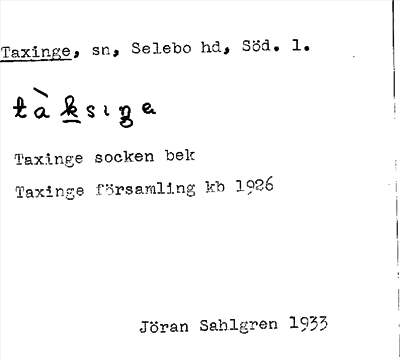 Taxinge, sn, Selebo hd, Söd. l.
tàksiŋe
Taxinge socken bek
Taxinge församling kb 1926
Jöran Sahlgren 1933